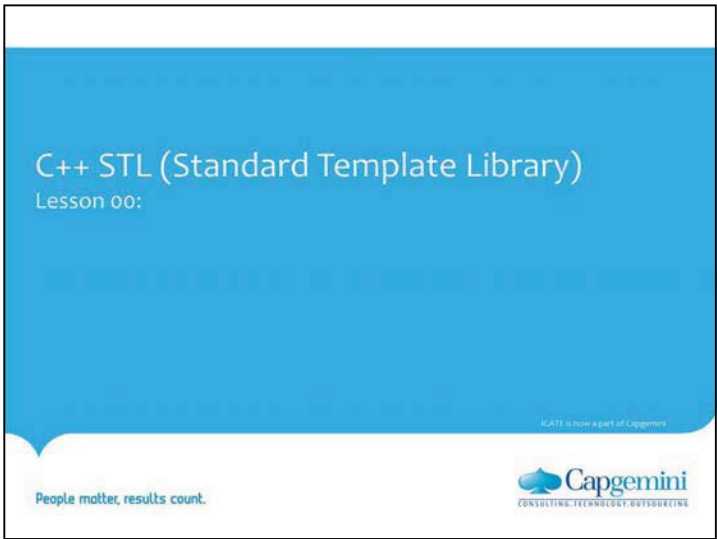 C++ STL (Standard Template Library)
Lesson 00:
IGATE is now a part of Capgemini
People matter, results count.
Capgemini
CONSULTING.TECHNOLOGY.OUTSOURCING